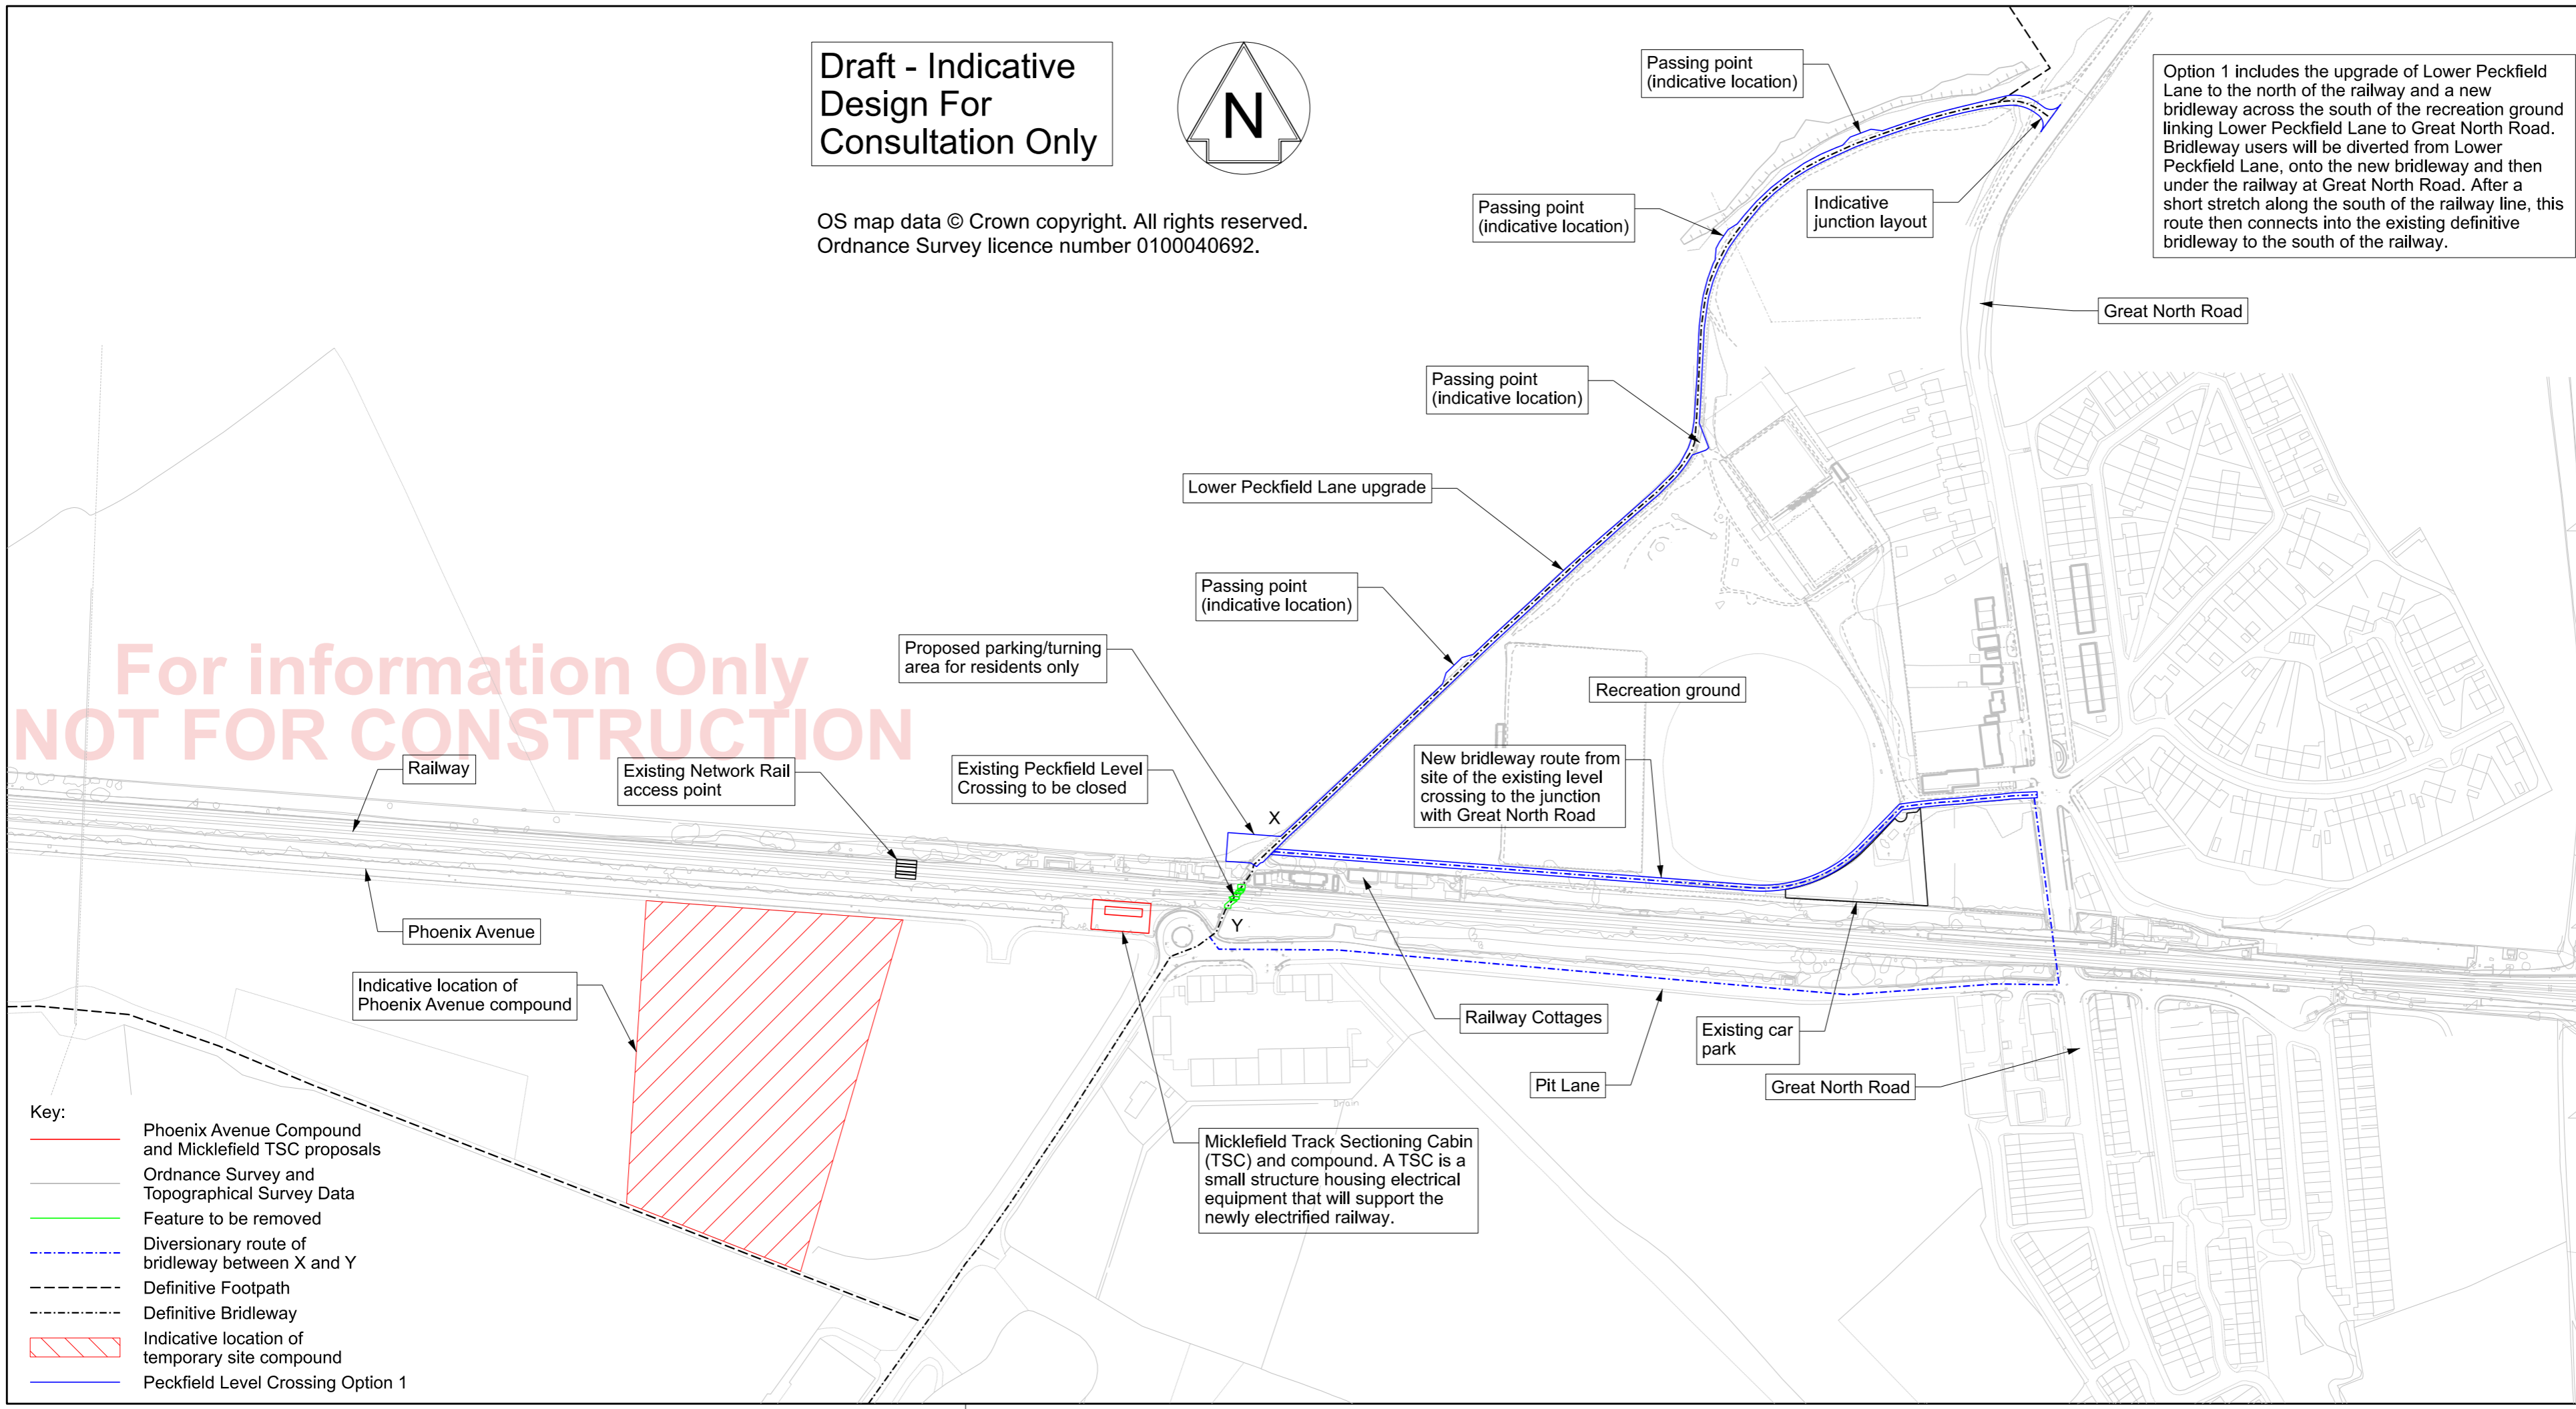 Draft - Indicative
Design For
Consultation Only
N
OS map data © Crown copyright. All rights reserved.
Ordnance Survey licence number 0100040692.
Passing point
(indicative location)
Option 1 includes the upgrade of Lower Peckfield
Lane to the north of the railway and a new
bridleway across the south of the recreation ground
linking Lower Peckfield Lane to Great North Road.
Bridleway users will be diverted from Lower
Peckfield Lane, onto the new bridleway and then
under the railway at Great North Road. After a
short stretch along the south of the railway line, this
route then connects into the existing definitive
bridleway to the south of the railway.
Passing point
(indicative location)
Indicative
junction layout
Great North Road
Passing point
(indicative location)
Lower Peckfield Lane upgrade
Passing point
(indicative location)
Proposed parking/turning
area for residents only
For information Only
NOT FOR CONSTRUCTION
Recreation ground
Railway
Existing Network Rail
access point
Existing Peckfield Level
Crossing to be closed
New bridleway route from
site of the existing level
crossing to the junction
with Great North Road
X
Y
Phoenix Avenue
Indicative location of
Phoenix Avenue compound
Railway Cottages
Existing car
park
Pit Lane
Great North Road
Drain
Micklefield Track Sectioning Cabin
(TSC) and compound. A TSC is a
small structure housing electrical
equipment that will support the
newly electrified railway.
Key:
Phoenix Avenue Compound
and Micklefield TSC proposals
Ordnance Survey and
Topographical Survey Data
Feature to be removed
Diversionary route of
bridleway between X and Y
Definitive Footpath
Definitive Bridleway
Indicative location of
temporary site compound
Peckfield Level Crossing Option 1